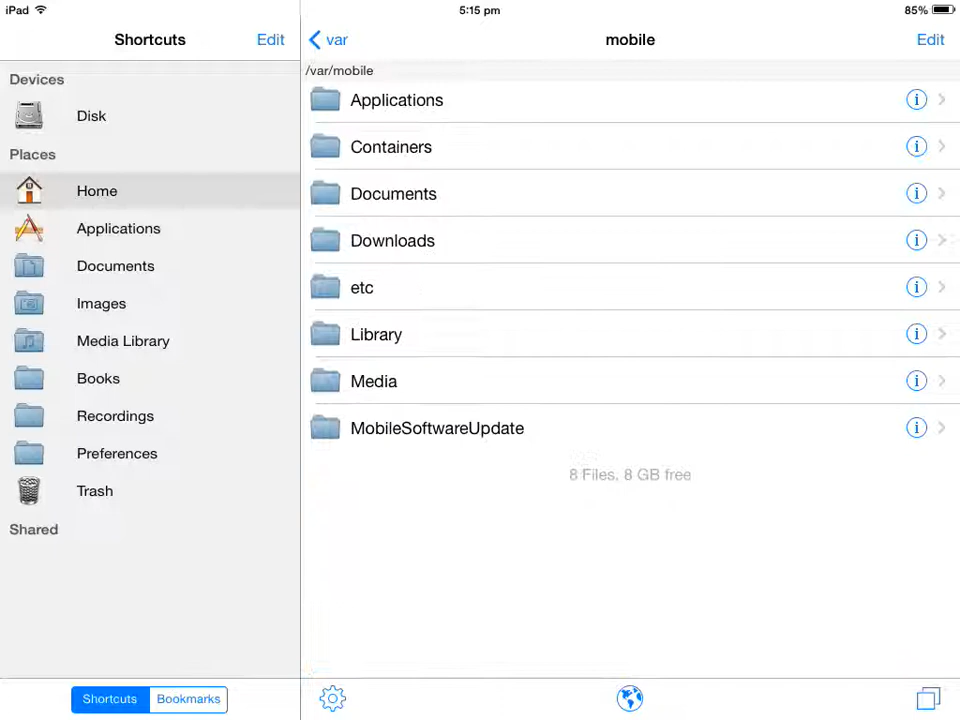 iPad
5:15 pm
85%
Shortcuts
Edit
Devices
Disk
Places
Home
Applications
Documents
Images
Media Library
Books
Recordings
Preferences
Trash
Shared
Shortcuts
Bookmarks
var
mobile
Edit
/var/mobile
Applications
Containers
Documents
Downloads
etc
Library
Media
MobileSoftwareUpdate
8 Files, 8 GB free